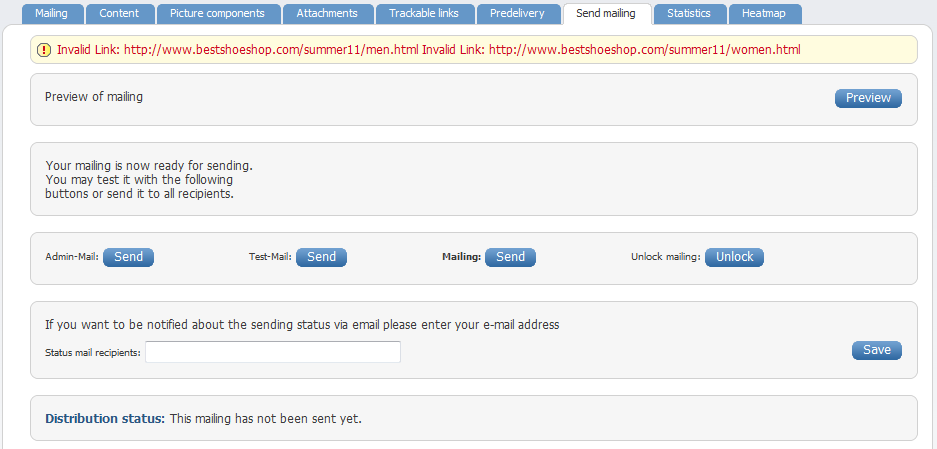 Mailing Content Picture components Attachments Trackable links Predelivery Send mailing Statistics Heatmap
Invalid Link: http://www.bestshoeshop.com/summer11/men.html Invalid Link: http://www.bestshoeshop.com/summer11/women.html
Preview of mailing Preview
Your mailing is now ready for sending.
You may test it with the following
buttons or send it to all recipients.
Admin-Mail: Send Test-Mail: Send Mailing: Send Unlock mailing: Unlock
If you want to be notified about the sending status via email please enter your e-mail address
Status mail recipients: Save
Distribution status: This mailing has not been sent yet.